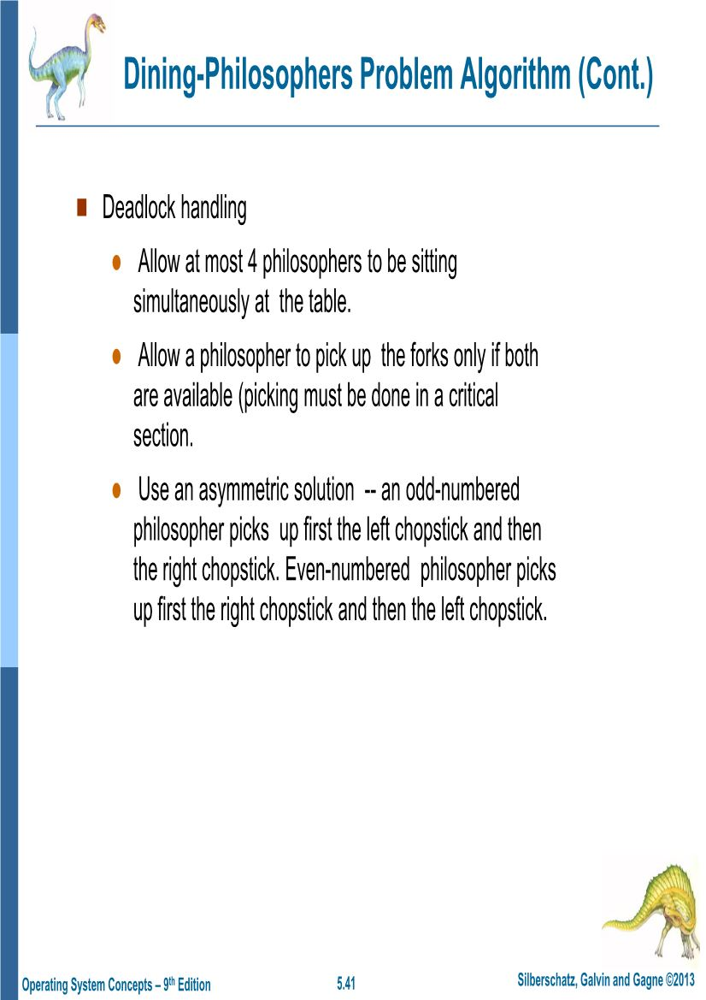 Dining-Philosophers Problem Algorithm (Cont.)
Deadlock handling
Allow at most 4 philosophers to be sitting
simultaneously at the table.
Allow a philosopher to pick up the forks only if both
are available (picking must be done in a critical
section.
Use an asymmetric solution -- an odd-numbered
philosopher picks up first the left chopstick and then
the right chopstick. Even-numbered philosopher picks
up first the right chopstick and then the left chopstick.
Operating System Concepts – 9th Edition
5.41
Silberschatz, Galvin and Gagne ©2013